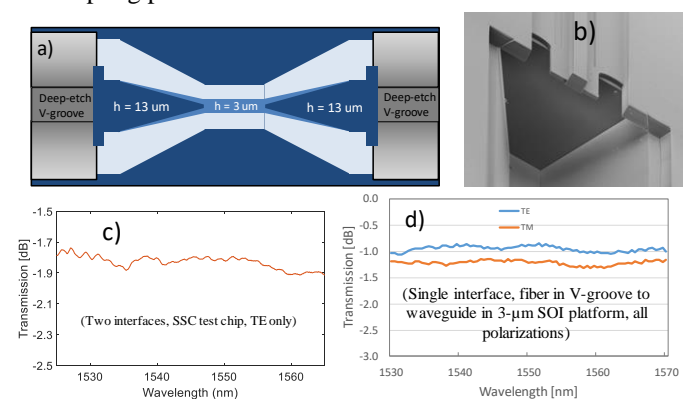 a)
Deep-etch
V-groove
h = 13 um
h = 3 um
h = 13 um
Deep-etch
V-groove
b)
c)
Transmission [dB]
-1.5
-1.7
-1.9
-2.1
-2.3
-2.5
(Two interfaces, SSC test chip, TE only)
1530
1540
1550
1560
Wavelength (nm)
d)
Transmission [dB]
0.0
-0.5
-1.0
-1.5
-2.0
-2.5
-3.0
TE
TM
(Single interface, fiber in V-groove to
waveguide in 3-µm SOI platform, all
polarizations)
1530
1540
1550
1560
1570
Wavelength [nm]